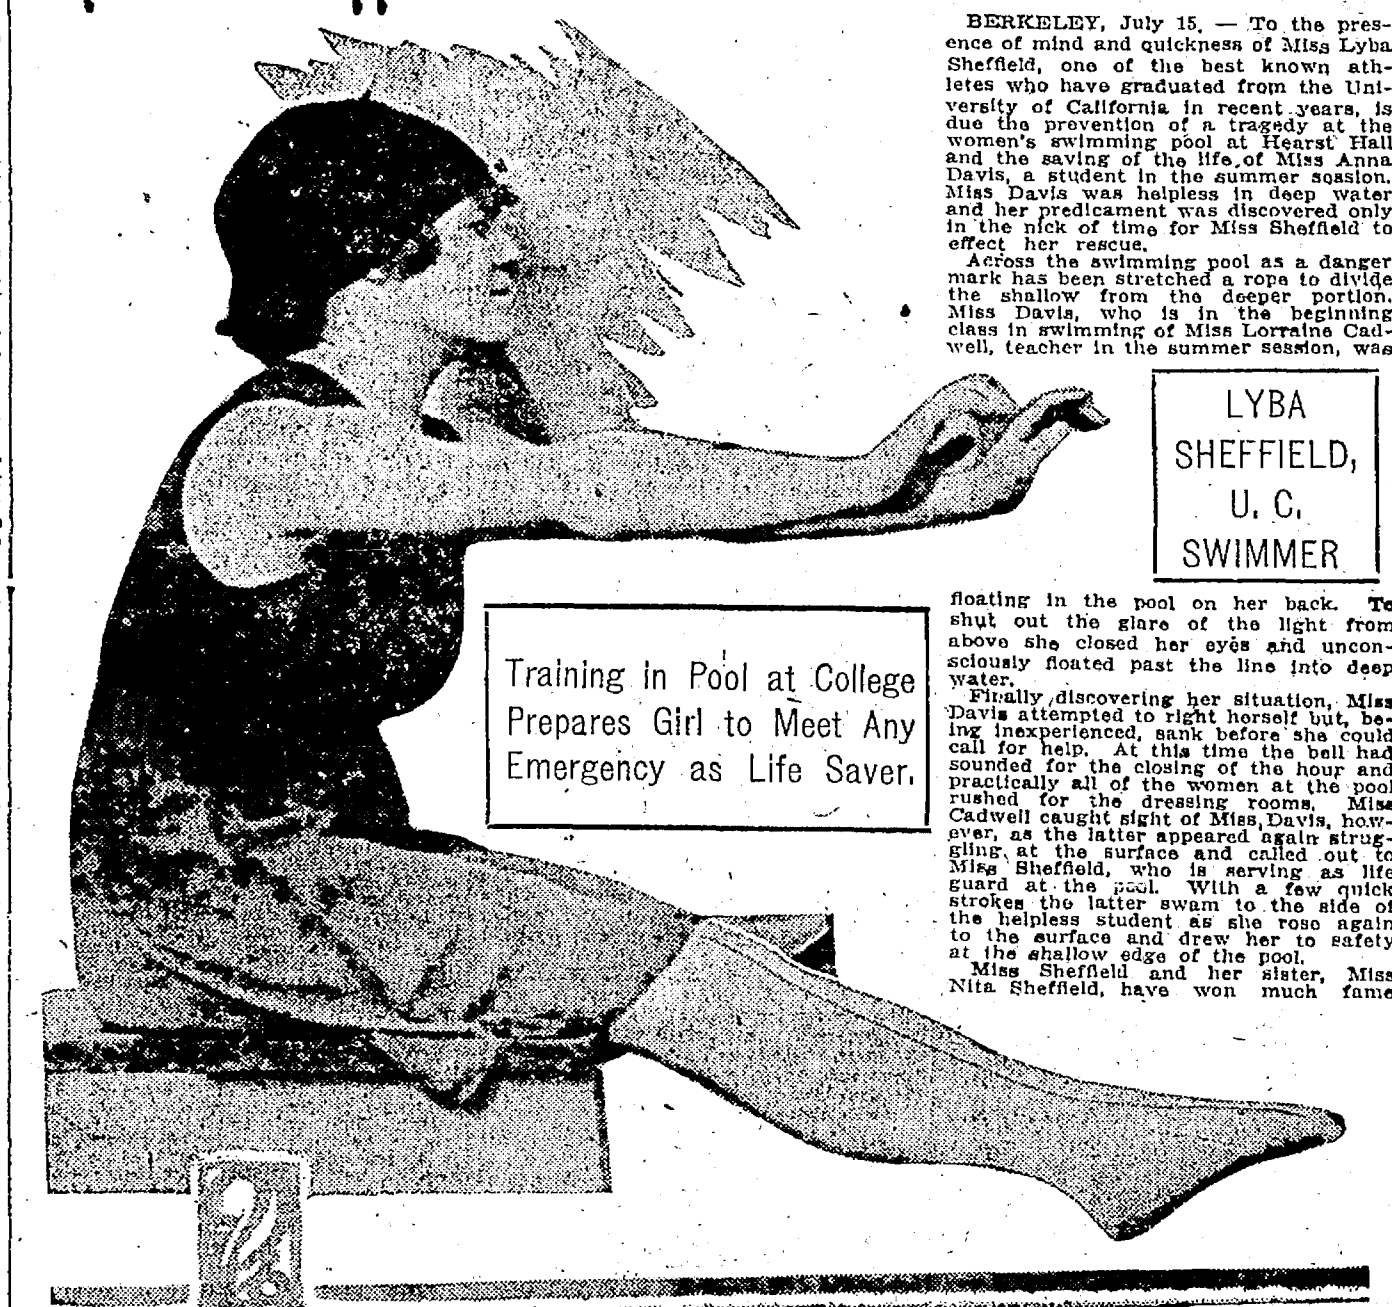 BERKELEY, July 15. — To the pres-
ence of mind and quickness of Miss Lyba
Sheffield, one of the best known ath-
letes who have graduated from the Uni-
versity of California in recent years, is
due the prevention of a tragedy at the
women's swimming pool at Hearst Hall
and the saving of the life of Miss Anna
Davis, a student in the summer session.
Miss Davis was helpless in deep water
and her predicament was discovered only
in the nick of time for Miss Sheffield to
effect her rescue.
Across the swimming pool as a danger
mark has been stretched a rope to divide
the shallow from the deeper portion.
Miss Davis, who is in the beginning
class in swimming of Miss Lorraine Cad-
well, teacher in the summer session, was
LYBA
SHEFFIELD,
U. C.
SWIMMER
floating in the pool on her back. To
shut out the glare of the light from
above she closed her eyes and uncon-
sciously floated past the line into deep
water.
Finally discovering her situation, Miss
Davis attempted to right horself but, be-
ing inexperienced, sank before she could
call for help. At this time the bell had
sounded for the closing of the hour and
practically all of the women at the pool
rushed for the dressing rooms. Miss
Cadwell caught sight of Miss Davis, how-
ever, as the latter appeared again strug-
gling at the surface and called out to
Miss Sheffield, who is serving as life
guard at the pool. With a few quick
strokes the latter swam to the side of
the helpless student as she rose again
to the surface and drew her to safety
at the shallow edge of the pool.
Miss Sheffield and her sister, Miss
Nita Sheffield, have won much fame
Training in Pool at College
Prepares Girl to Meet Any
Emergency as Life Saver.